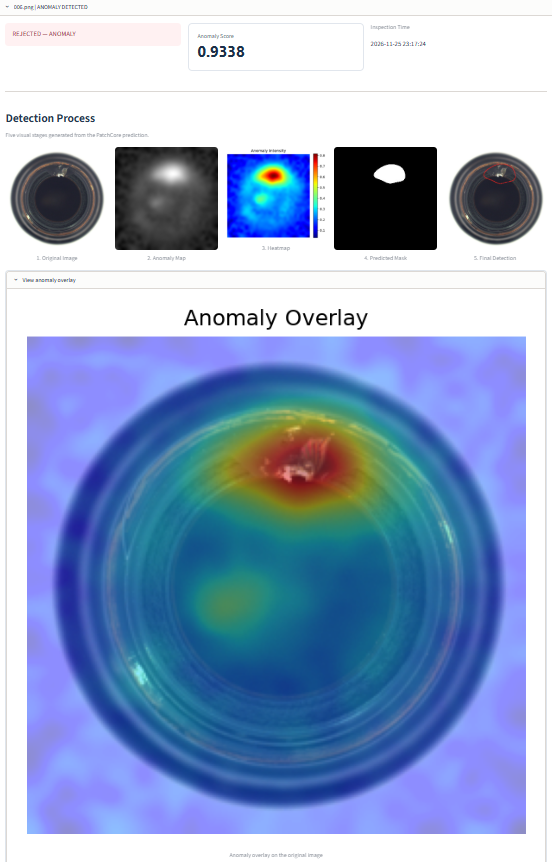 006.png | ANOMALY DETECTED
REJECTED — ANOMALY
Anomaly Score
0.9338
Inspection Time
2026-11-25 23:17:24
Detection Process
Five visual stages generated from the PatchCore prediction.
Anomaly Intensity
1. Original Image
2. Anomaly Map
3. Heatmap
4. Predicted Mask
5. Final Detection
View anomaly overlay
Anomaly Overlay
Anomaly overlay on the original image